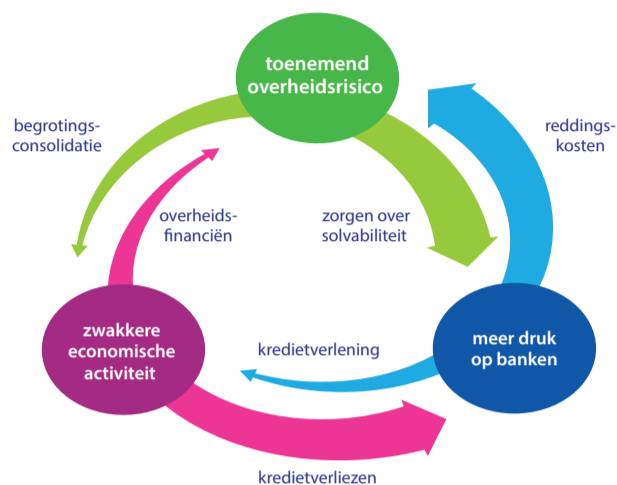 toenemend
overheidsrisico
begrotings-
consolidatie
reddings-
kosten
overheids-
financiën
zorgen over
solvabiliteit
zwakkere
economische
activiteit
kredietverlening
meer druk
op banken
kredietverliezen